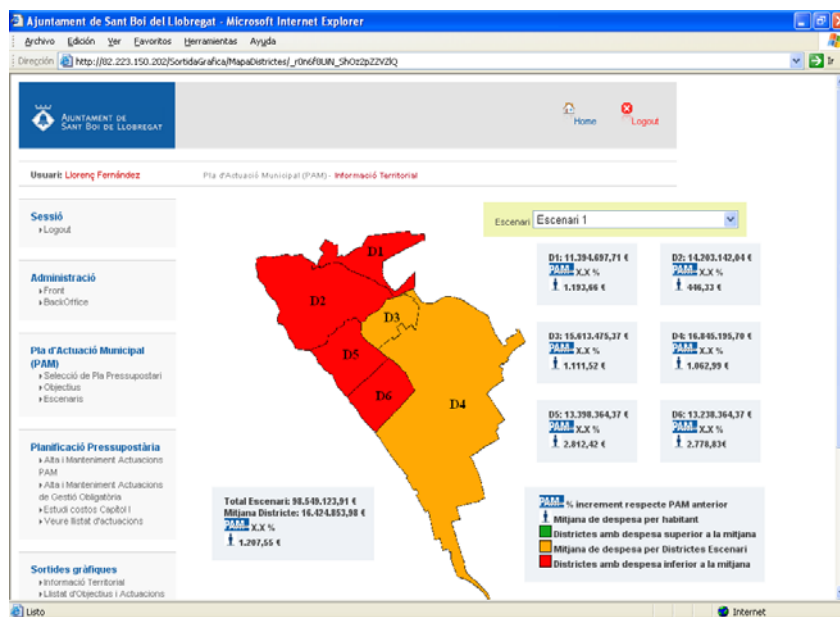 Ajuntament de Sant Boi del Llobregat - Microsoft Internet Explorer
Archivo Edición Ver Favoritos Herramientas Ayuda
Dirección http://82.223.150.202/SortidaGrafica/MapaDistrictes/ Ir
AJUNTAMENT DE
SANT BOI DE LLOBREGAT
Home
Logout
Usuari: Llorenç Fernández
Pla d'Actuació Municipal (PAM) - Informació Territorial
Sessió
Logout
Administració
Front
BackOffice
Pla d'Actuació Municipal
(PAM)
Selecció de Pla Pressupostari
Objectius
Escenaris
Planificació Pressupostària
Alta i Manteniment Actuacions
PAM
Alta i Manteniment Actuacions
de Gestió Obligatòria
Estudi costos Capítol I
Veure llistat d'actuacions
Sortides gràfiques
Informació Territorial
Llistat d'Objectius i Actuacions
Escenari Escenari 1
D1
D2
D3
D5
D6
D4
D1: 11.394.697,71 €
PAM X.X %
1.193,66 €
D2: 14.203.142,04 €
PAM X.X %
446,33 €
D3: 15.613.475,37 €
PAM X.X %
1.111,52 €
D4: 16.845.195,70 €
PAM X.X %
1.062,99 €
D5: 13.398.364,37 €
PAM X.X %
2.812,42 €
D6: 13.238.364,37 €
PAM X.X %
2.778,83€
Total Escenari: 98.549.123,91 €
Mitjana Districte: 16.424.853,98 €
PAM X.X %
1.207,55 €
PAM % increment respecte PAM anterior
Mitjana de despesa per habitant
Districtes amb despesa superior a la mitjana
Mitjana de despesa per Districtes Escenari
Districtes amb despesa inferior a la mitjana
Listo
Internet